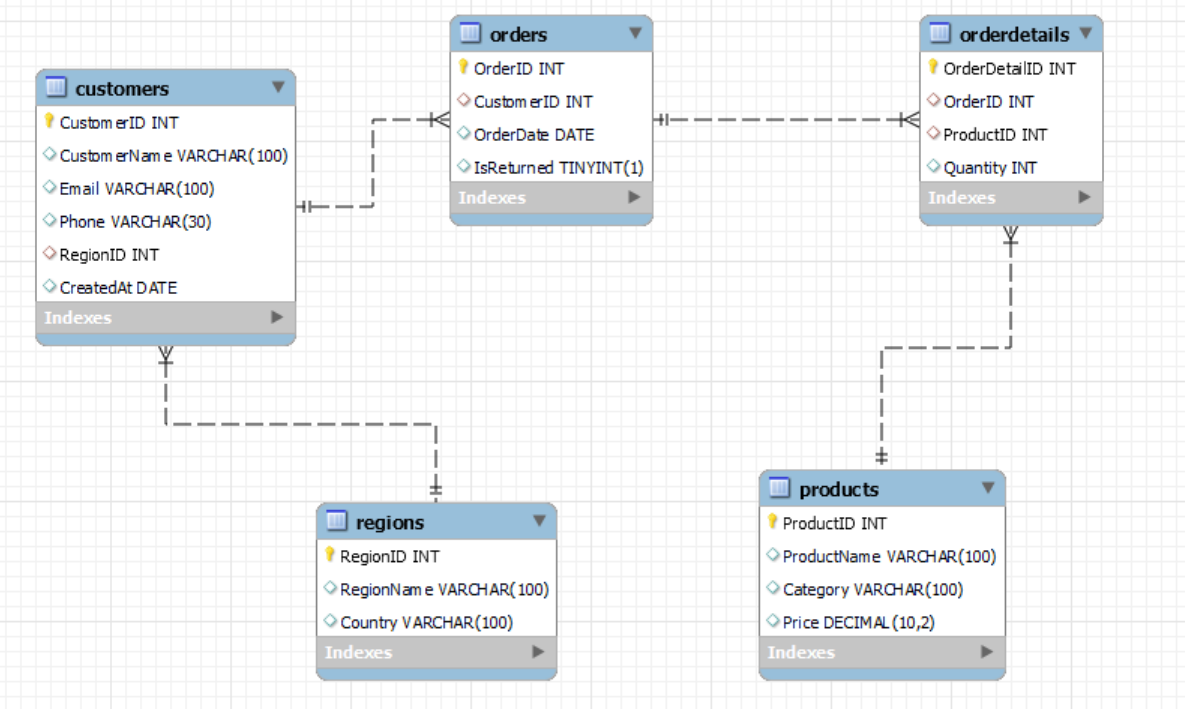 customers
CustomerID INT
CustomerName VARCHAR(100)
Email VARCHAR(100)
Phone VARCHAR(30)
RegionID INT
CreatedAt DATE
Indexes
orders
OrderID INT
CustomerID INT
OrderDate DATE
IsReturned TINYINT(1)
Indexes
orderdetails
OrderDetailID INT
OrderID INT
ProductID INT
Quantity INT
Indexes
regions
RegionID INT
RegionName VARCHAR(100)
Country VARCHAR(100)
Indexes
products
ProductID INT
ProductName VARCHAR(100)
Category VARCHAR(100)
Price DECIMAL(10,2)
Indexes